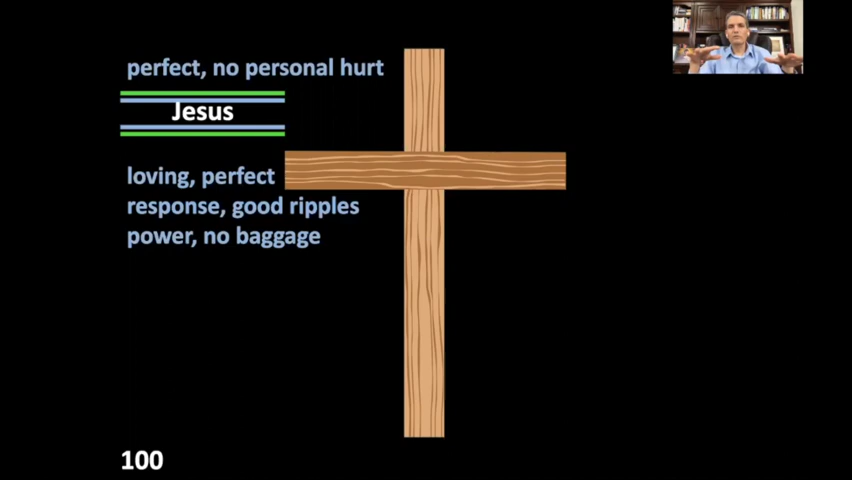 perfect, no personal hurt
Jesus
loving, perfect
response, good ripples
power, no baggage
100